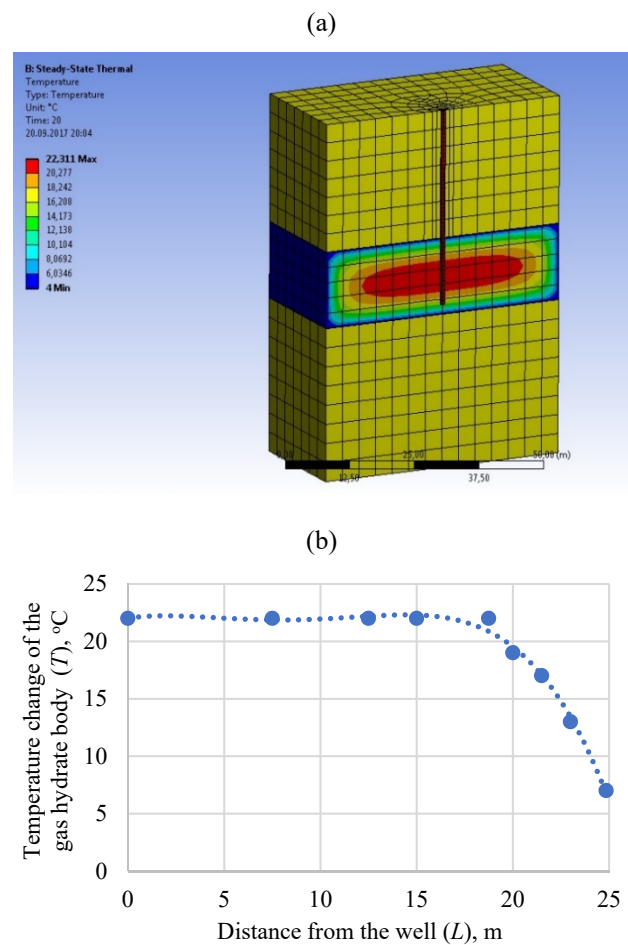 (a)
B: Steady-State Thermal
Temperature
Type: Temperature
Unit: °C
Time: 20
20.09.2017 20:04
22,311 Max
20,277
18,242
16,208
14,173
12,138
10,104
8,0692
6,0346
4 Min
25,00
50,00 (m)
12,50
37,50
(b)
Temperature change of the
gas hydrate body (T), °C
25
20
15
10
5
0
0 5 10 15 20 25
Distance from the well (L), m